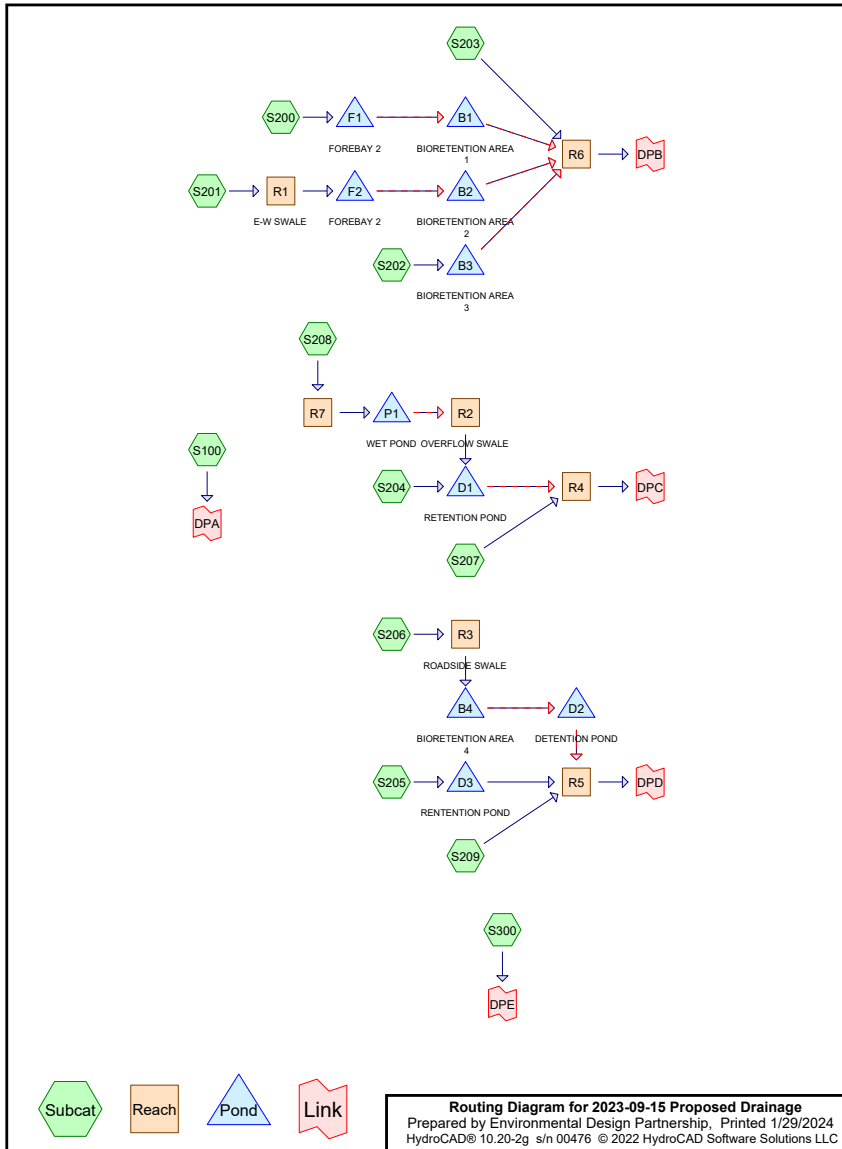 S203
S200
F1
B1
FOREBAY 2
BIORETENTION AREA
1
R6
DPB
S201
R1
F2
B2
E-W SWALE
FOREBAY 2
BIORETENTION AREA
2
S202
B3
BIORETENTION AREA
3
S208
R7
P1
R2
WET POND
OVERFLOW SWALE
S100
DPA
S204
D1
R4
DPC
RETENTION POND
S207
S206
R3
ROADSIDE SWALE
B4
D2
BIORETENTION AREA
4
DETENTION POND
S205
D3
R5
DPD
RENTENTION POND
S209
S300
DPE
Subcat
Reach
Pond
Link
Routing Diagram for 2023-09-15 Proposed Drainage
Prepared by Environmental Design Partnership, Printed 1/29/2024
HydroCAD® 10.20-2g s/n 00476 © 2022 HydroCAD Software Solutions LLC